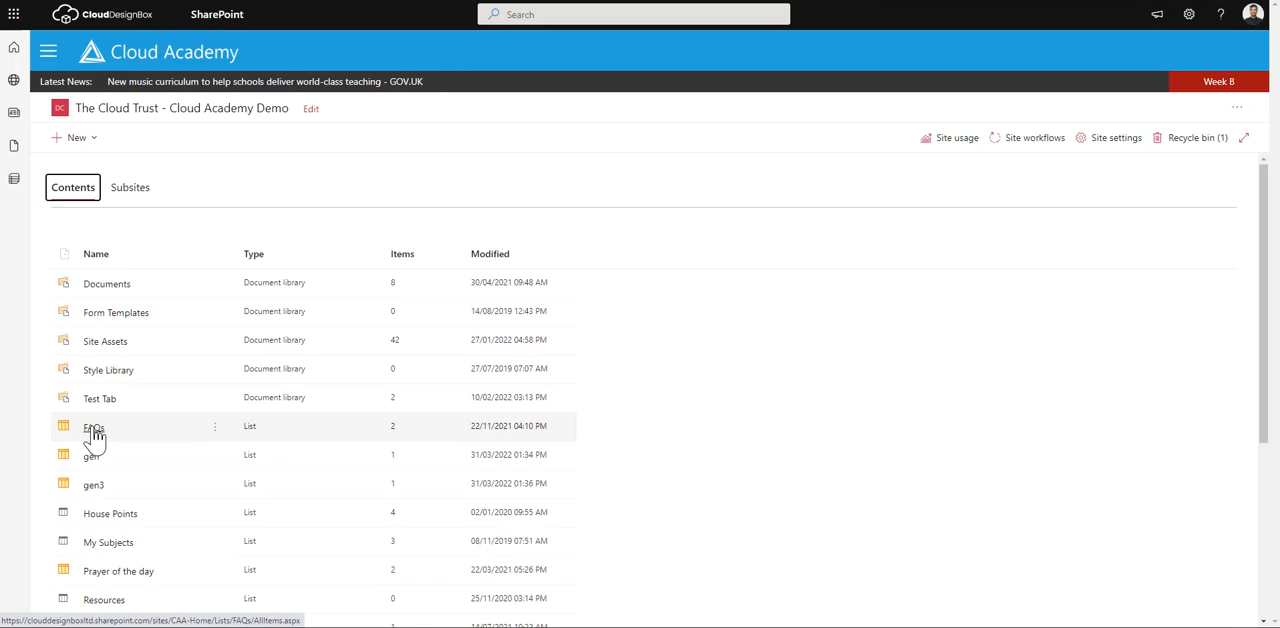 CLOUDDESIGNBOX SharePoint Search ?
Cloud Academy
Latest News: New music curriculum to help schools deliver world-class teaching - GOV.UK Week B
DC The Cloud Trust - Cloud Academy Demo Edit ...
+ New Site usage Site workflows Site settings Recycle bin (1)
Contents Subsites
Name Type Items Modified
Documents Document library 8 30/04/2021 09:48 AM
Form Templates Document library 0 14/08/2019 12:43 PM
Site Assets Document library 42 27/01/2022 04:58 PM
Style Library Document library 0 27/07/2019 07:07 AM
Test Tab Document library 2 10/02/2022 03:13 PM
FAQs List 2 22/11/2021 04:10 PM
gen List 1 31/03/2022 01:34 PM
gen3 List 1 31/03/2022 01:36 PM
House Points List 4 02/01/2020 09:55 AM
My Subjects List 3 08/11/2019 07:51 AM
Prayer of the day List 2 22/03/2021 05:26 PM
Resources List 0 25/11/2020 03:14 PM
https://clouddesignboxltd.sharepoint.com/sites/CAA-Home/Lists/FAQs/AllItems.aspx